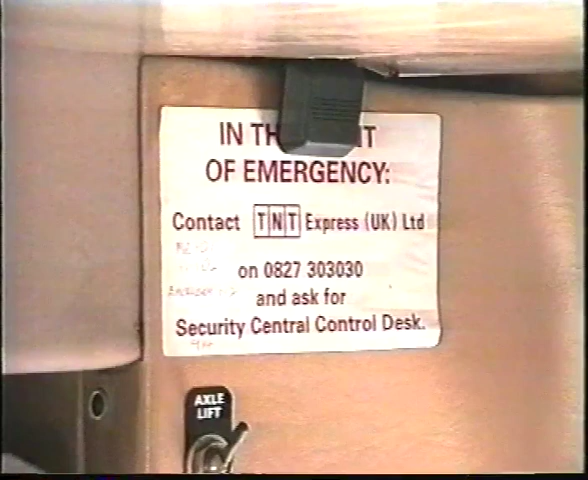 IN TH T
OF EMERGENCY:
Contact TNT Express (UK) Ltd
on 0827 303030
and ask for
Security Central Control Desk.
AXLE
LIFT